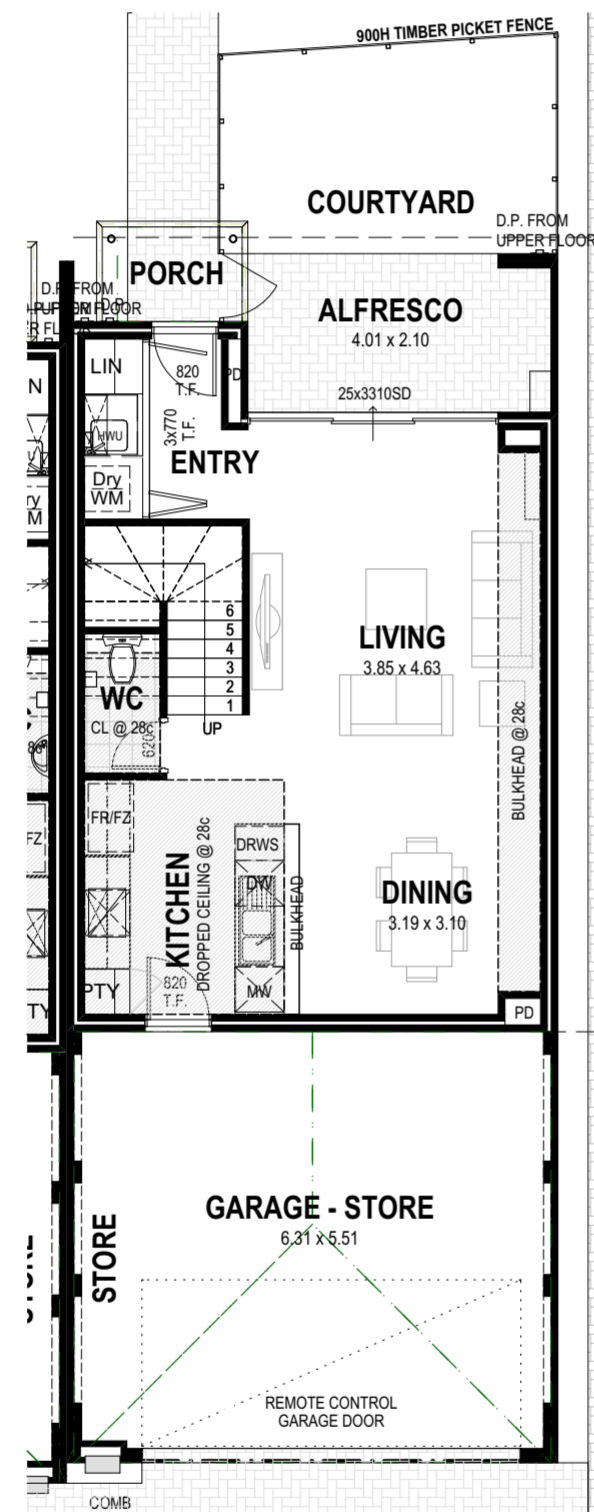 900H TIMBER PICKET FENCE
COURTYARD
D.P. FROM
UPPER FLOOR
PORCH
D.P. FROM
UPPER FLOOR
D.P.
ALFRESCO
4.01 x 2.10
LIN
820
T.F.
PD
25x3310SD
HWU
3x770
T.F.
ENTRY
Dry
WM
6
5
4
3
2
1
UP
LIVING
3.85 x 4.63
WC
CL @ 28c
620
BULKHEAD @ 28c
FR/FZ
KITCHEN
DROPPED CEILING @ 28c
DRWS
DW
BULKHEAD
DINING
3.19 x 3.10
PTY
820
T.F.
MW
PD
GARAGE - STORE
6.31 x 5.51
STORE
REMOTE CONTROL
GARAGE DOOR
COMB